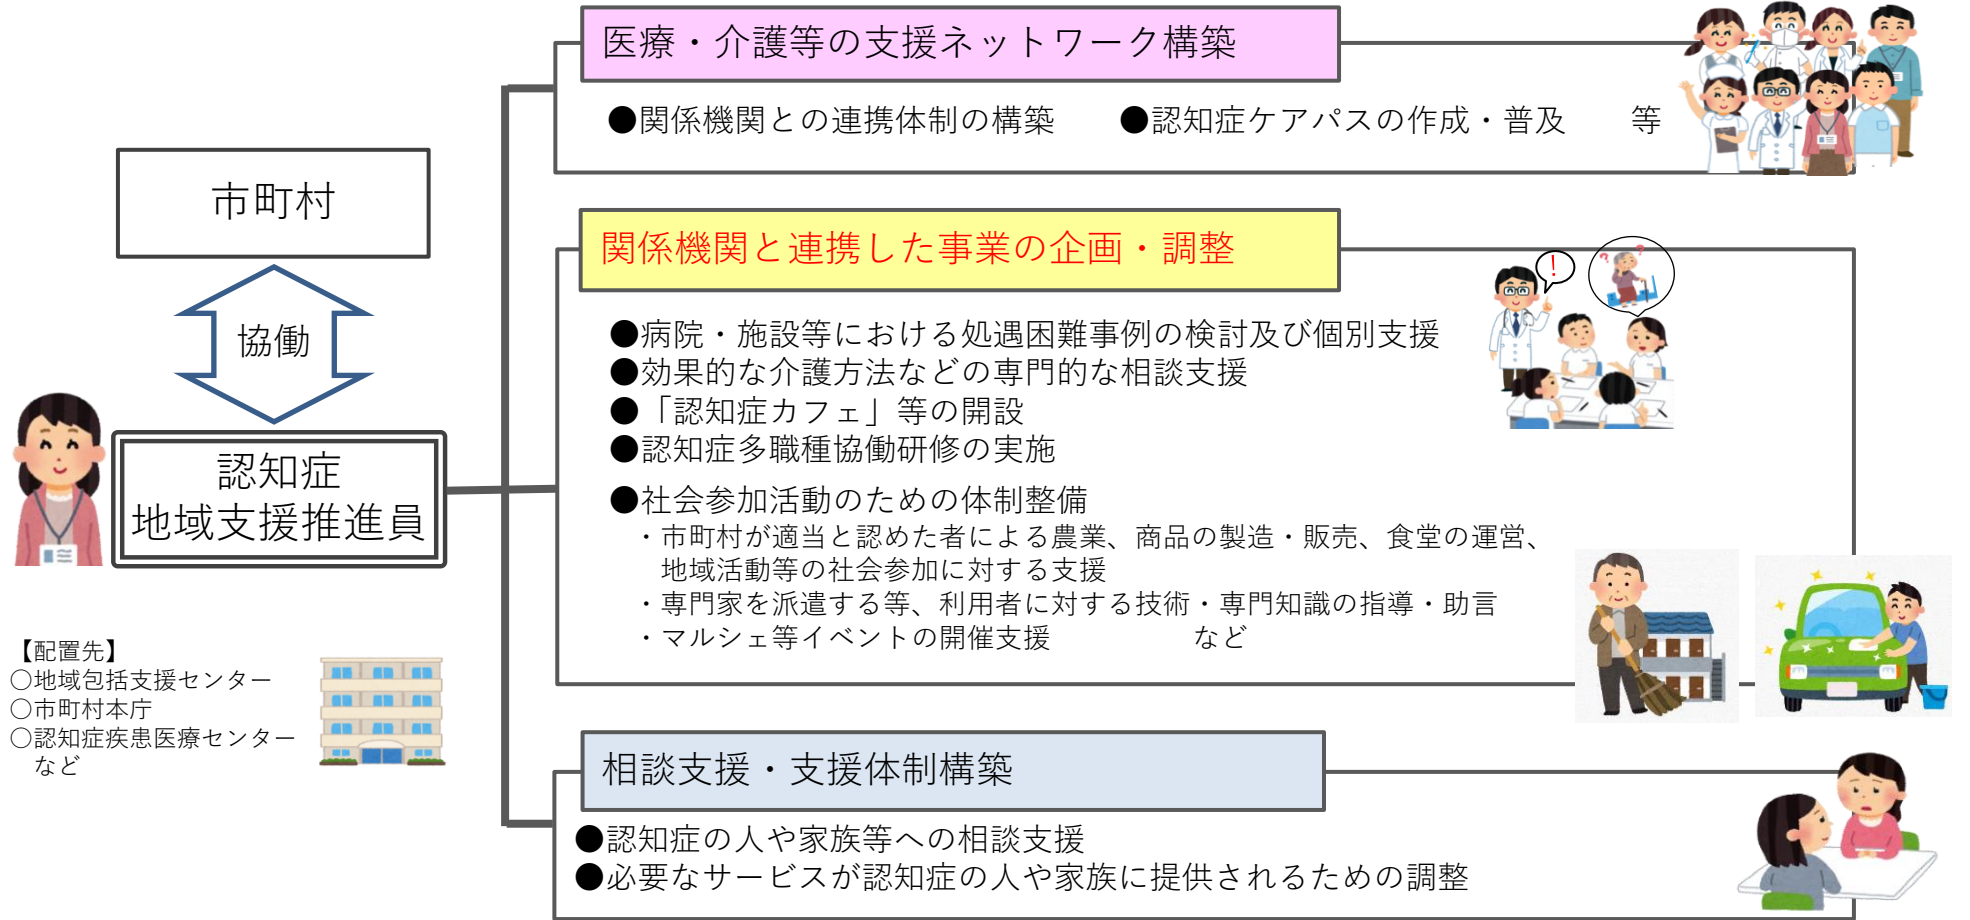 医療・介護等の支援ネットワーク構築
●関係機関との連携体制の構築　　●認知症ケアパスの作成・普及　　等
市町村
協働
認知症
地域支援推進員
【配置先】
○地域包括支援センター
○市町村本庁
○認知症疾患医療センター
など
関係機関と連携した事業の企画・調整
！
？　？
●病院・施設等における処遇困難事例の検討及び個別支援
●効果的な介護方法などの専門的な相談支援
●「認知症カフェ」等の開設
●認知症多職種協働研修の実施
●社会参加活動のための体制整備
・市町村が適当と認めた者による農業、商品の製造・販売、食堂の運営、
地域活動等の社会参加に対する支援
・専門家を派遣する等、利用者に対する技術・専門知識の指導・助言
・マルシェ等イベントの開催支援　　　　など
相談支援・支援体制構築
●認知症の人や家族等への相談支援
●必要なサービスが認知症の人や家族に提供されるための調整